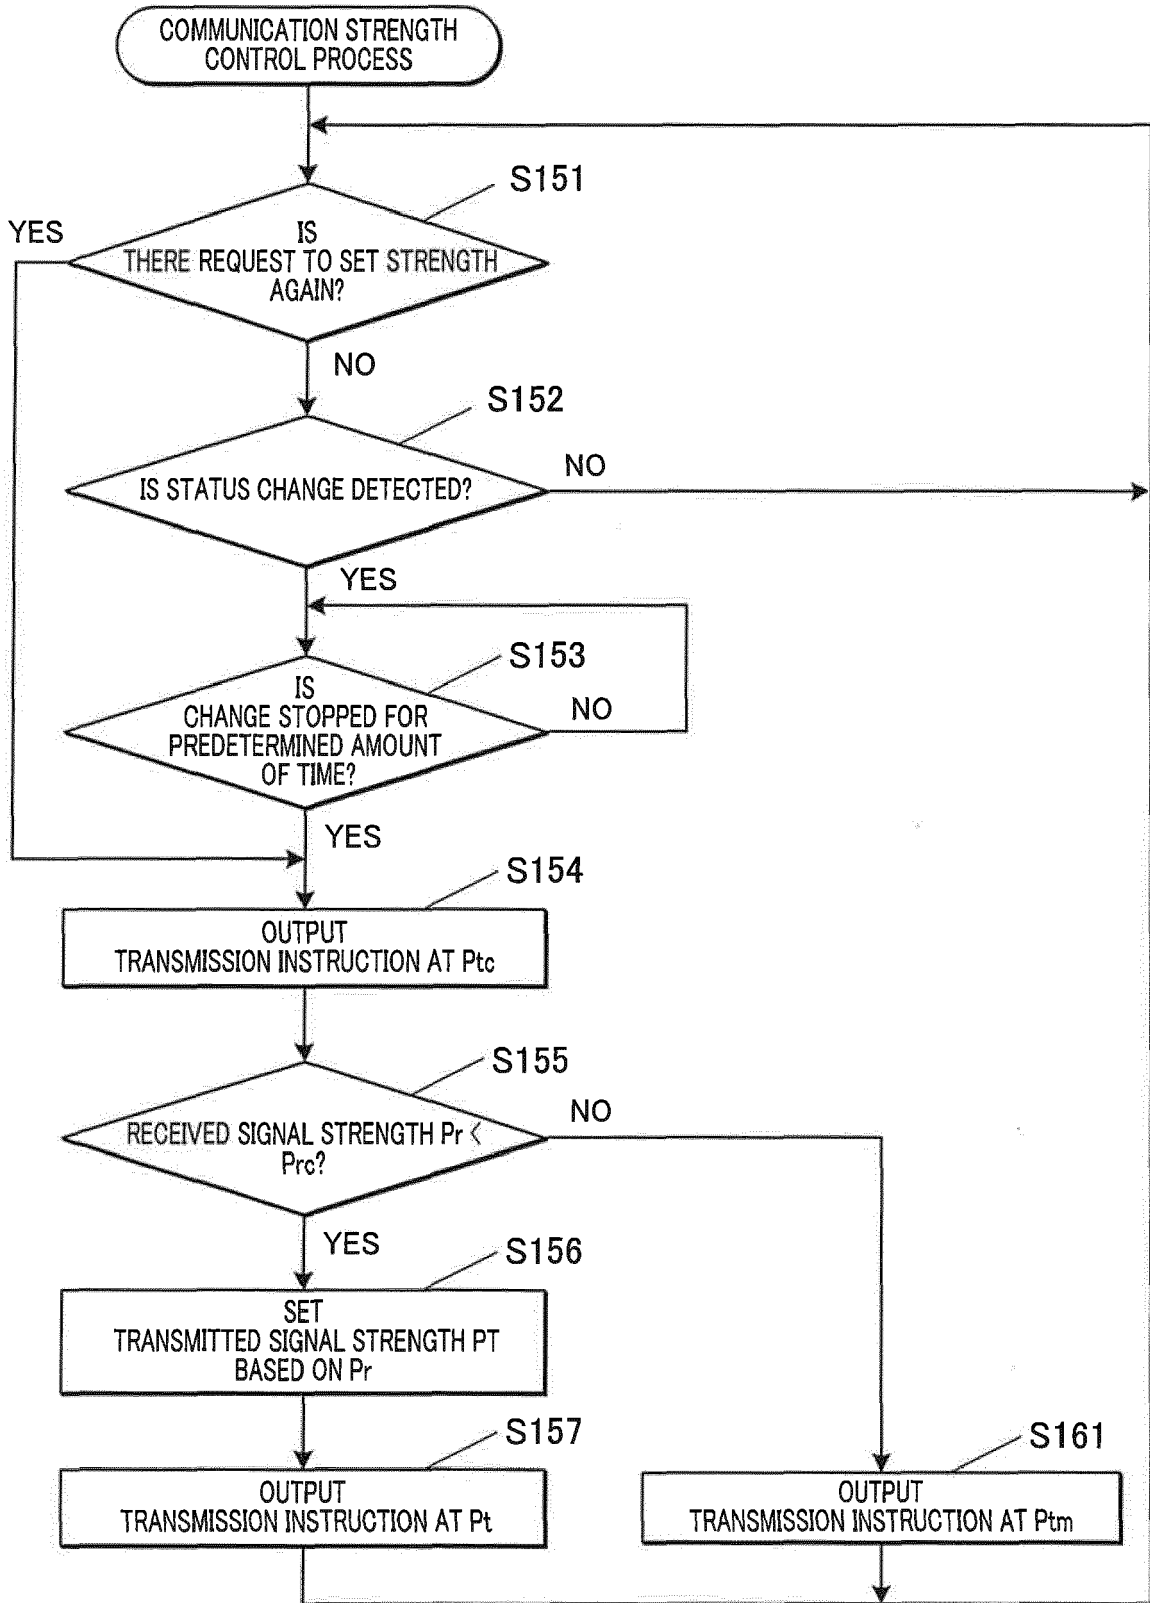 COMMUNICATION STRENGTH
CONTROL PROCESS
S151
YES
IS
THERE REQUEST TO SET STRENGTH
AGAIN?
NO
S152
IS STATUS CHANGE DETECTED?
NO
YES
S153
IS
CHANGE STOPPED FOR
PREDETERMINED AMOUNT
OF TIME?
NO
YES
S154
OUTPUT
TRANSMISSION INSTRUCTION AT Ptc
S155
RECEIVED SIGNAL STRENGTH Pr <
Prc?
NO
YES
S156
SET
TRANSMITTED SIGNAL STRENGTH PT
BASED ON Pr
S157
OUTPUT
TRANSMISSION INSTRUCTION AT Pt
S161
OUTPUT
TRANSMISSION INSTRUCTION AT Ptm